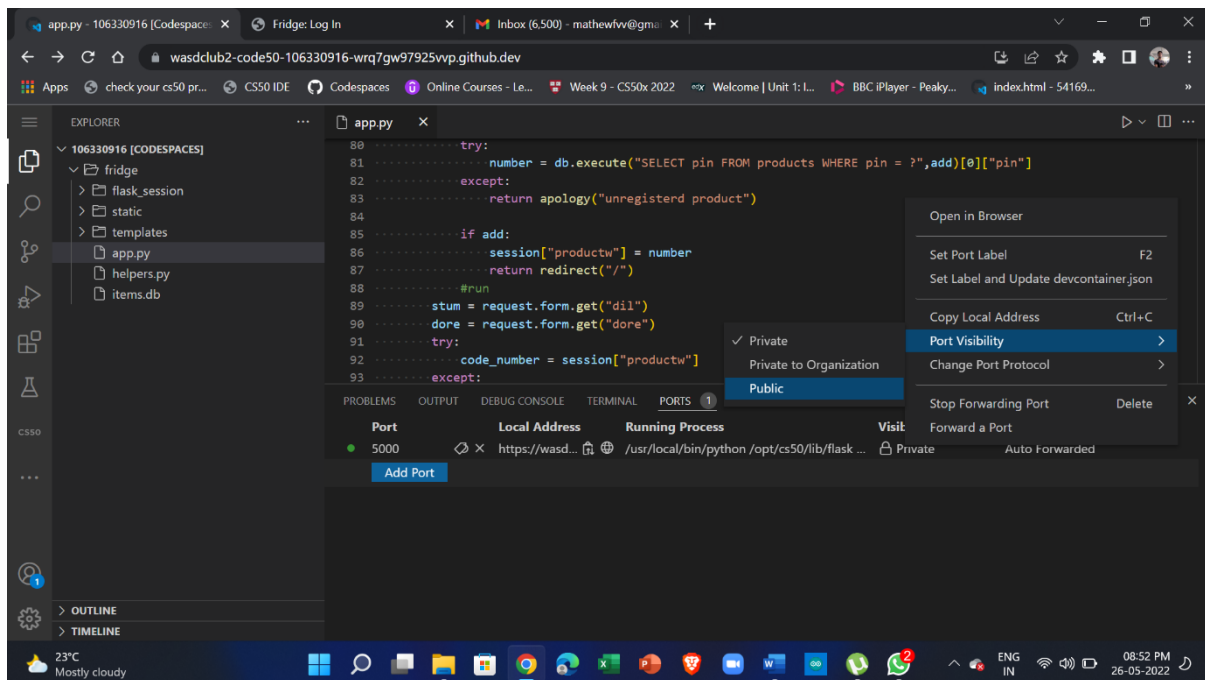 app.py - 106330916 [Codespaces
Fridge: Log In
Inbox (6,500) - mathewfvv@gmai
wasdclub2-code50-106330916-wrq7gw97925vvp.github.dev
Apps
check your cs50 pr...
CS50 IDE
Codespaces
Online Courses - Le...
Week 9 - CS50x 2022
Welcome | Unit 1: I...
BBC iPlayer - Peaky...
index.html - 54169...
»
EXPLORER
106330916 [CODESPACES]
fridge
flask_session
static
templates
app.py
helpers.py
items.db
OUTLINE
TIMELINE
CS50
1
app.py
80 try:
81 number = db.execute("SELECT pin FROM products WHERE pin = ?",add)[0]["pin"]
82 except:
83 return apology("unregisterd product")
84
85 if add:
86 session["productw"] = number
87 return redirect("/")
88 #run
89 stum = request.form.get("dil")
90 dore = request.form.get("dore")
91 try:
92 code_number = session["productw"]
93 except:
Open in Browser
Set Port Label F2
Set Label and Update devcontainer.json
Copy Local Address Ctrl+C
Port Visibility
Change Port Protocol
Stop Forwarding Port Delete
Forward a Port
Private
Private to Organization
Public
PROBLEMS OUTPUT DEBUG CONSOLE TERMINAL PORTS 1
Port Local Address Running Process Visib
5000 https://wasd... /usr/local/bin/python /opt/cs50/lib/flask ... Private Auto Forwarded
Add Port
23°C
Mostly cloudy
2
ENG
IN
08:52 PM
26-05-2022